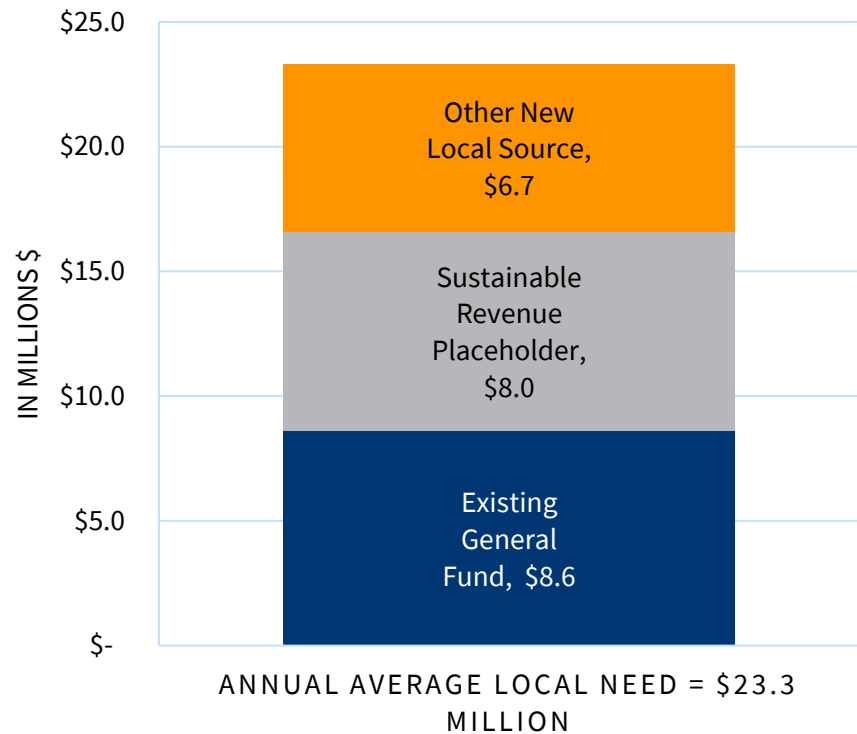 $25.0
$20.0
$15.0
$10.0
$5.0
$-
IN MILLIONS $
Other New
Local Source,
$6.7
Sustainable
Revenue
Placeholder,
$8.0
Existing
General
Fund, $8.6
ANNUAL AVERAGE LOCAL NEED = $23.3
MILLION